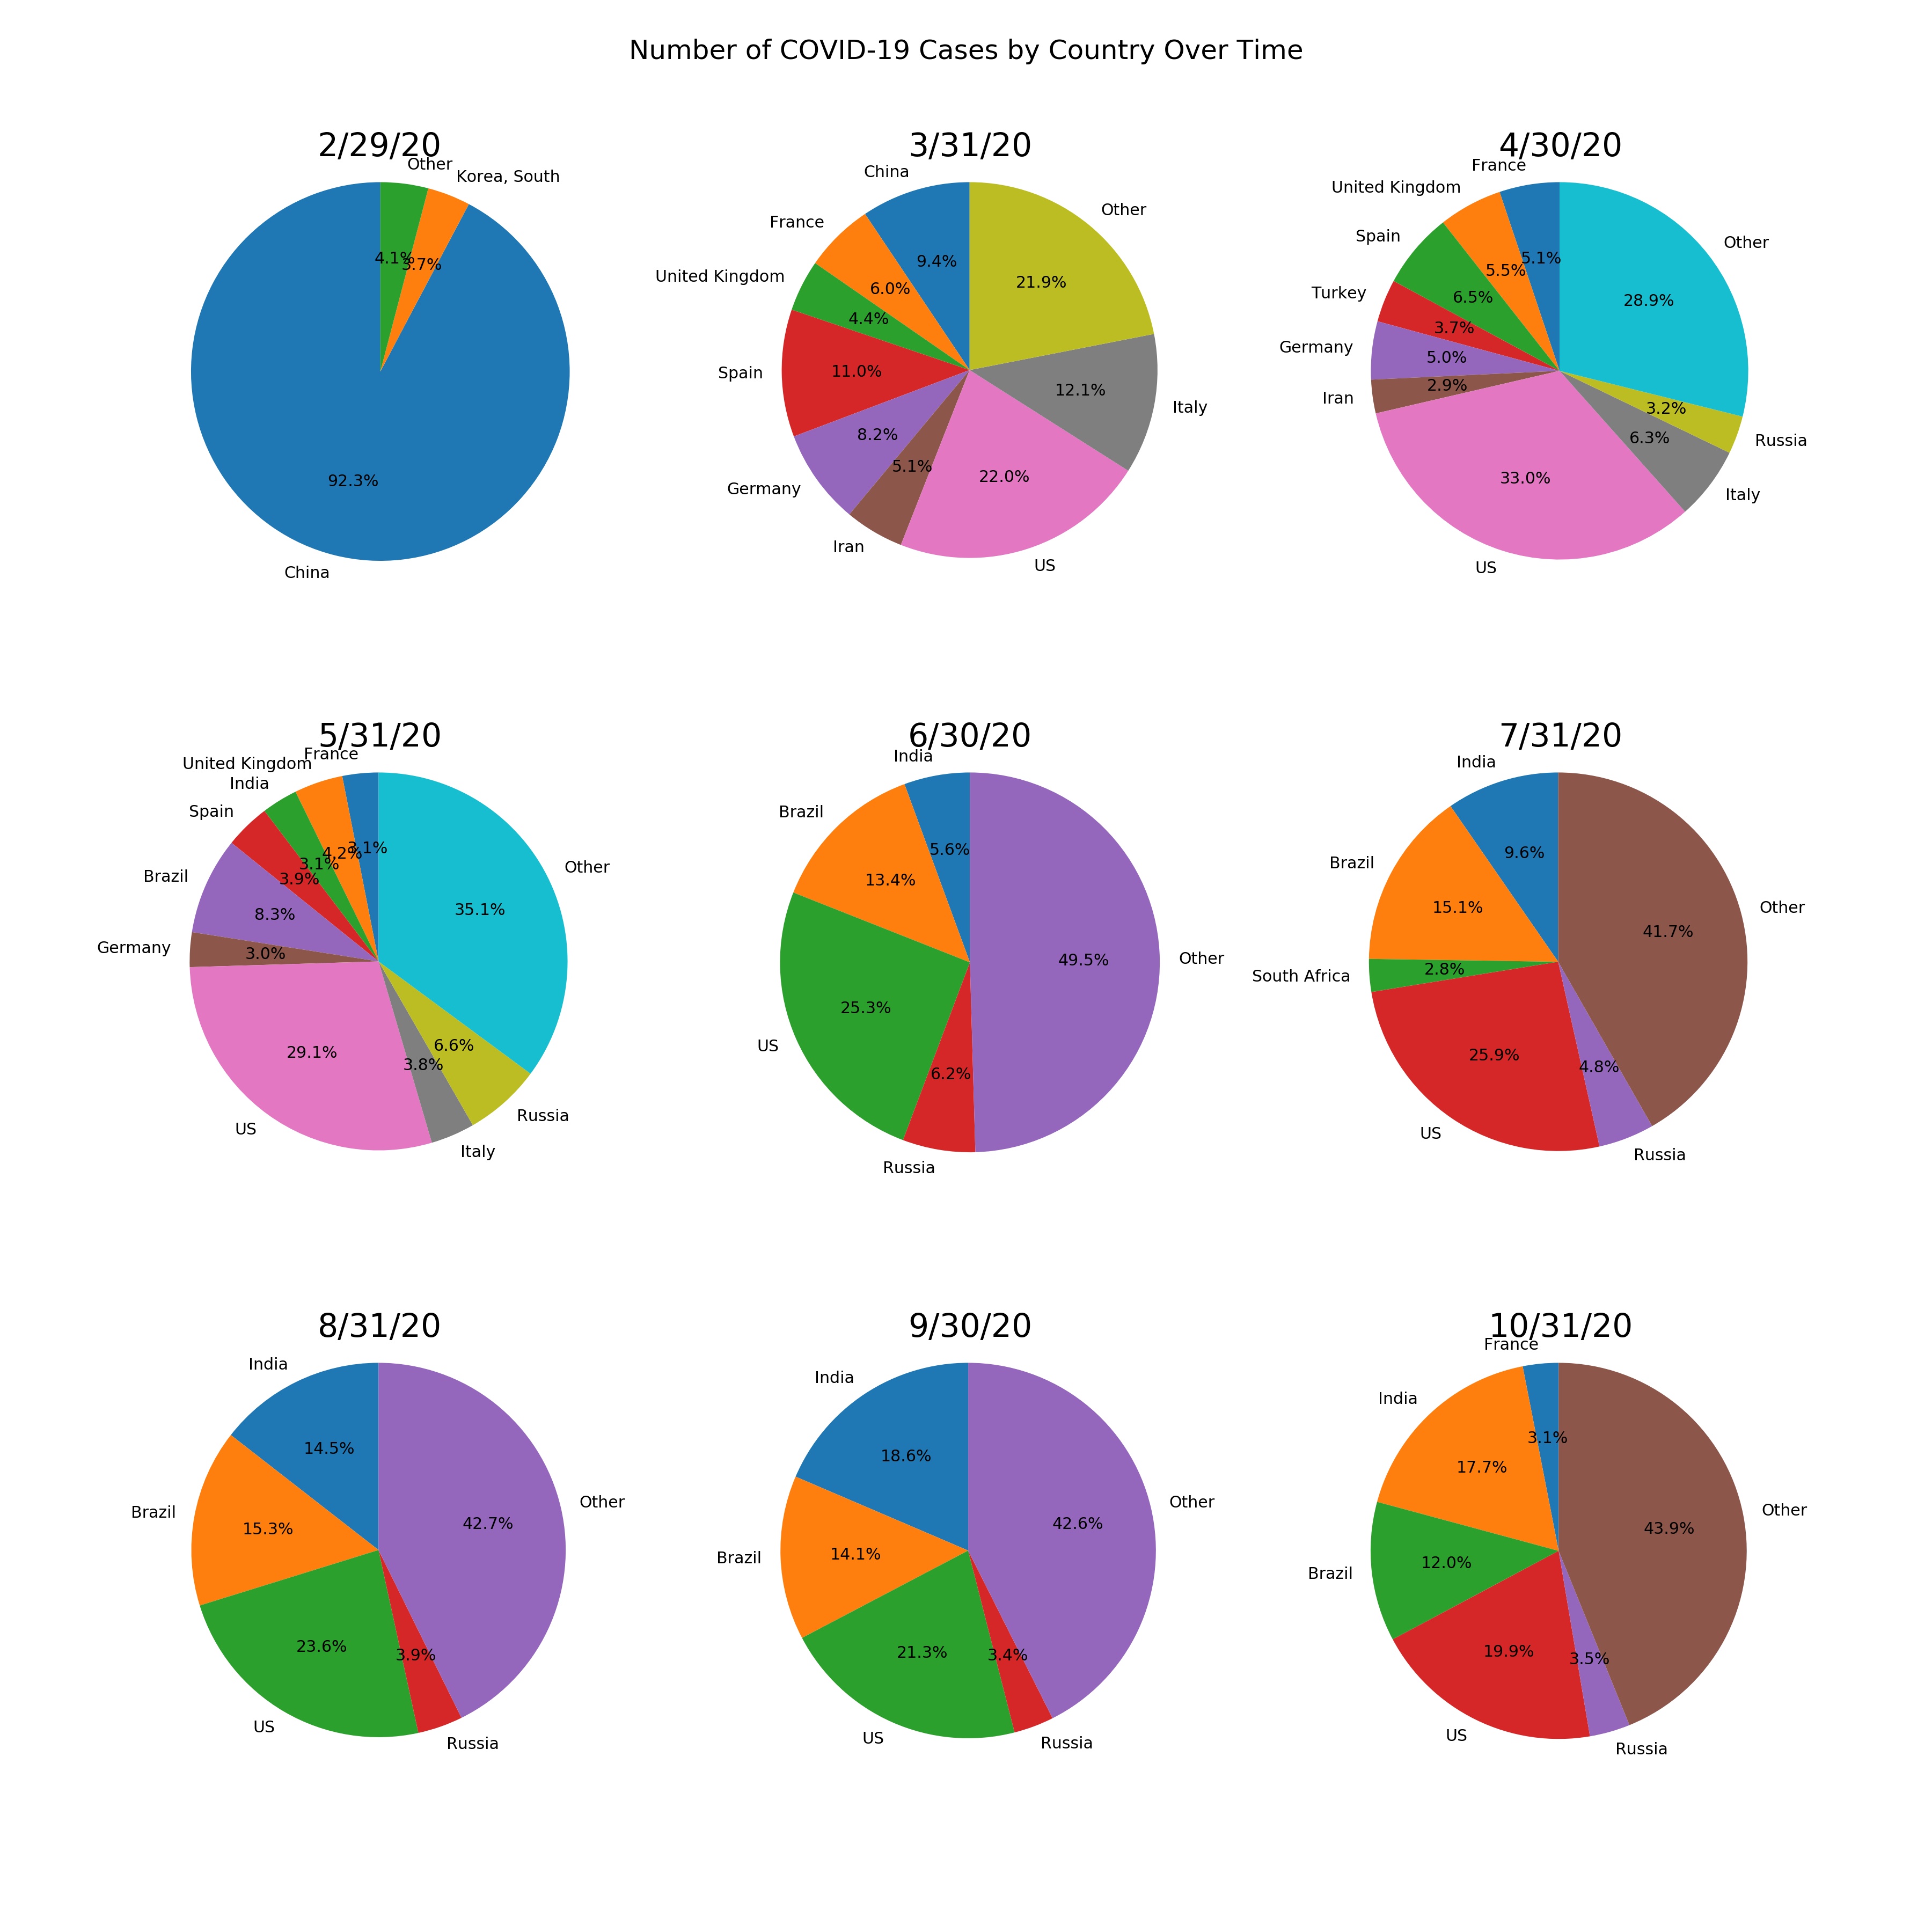 Number of COVID-19 Cases by Country Over Time
2/29/20
Other
Korea, South
4.1%
3.7%
92.3%
China
3/31/20
China
France
Other
United Kingdom
9.4%
21.9%
6.0%
4.4%
Spain
11.0%
12.1%
Italy
8.2%
5.1%
22.0%
Germany
Iran
US
4/30/20
France
United Kingdom
Spain
Other
5.1%
5.5%
Turkey
6.5%
28.9%
3.7%
Germany
5.0%
Iran
2.9%
3.2%
6.3%
Russia
33.0%
Italy
US
5/31/20
France
United Kingdom
India
Spain
3.1%
4.2%
3.1%
3.9%
Other
Brazil
8.3%
35.1%
Germany
3.0%
29.1%
3.8%
6.6%
US
Russia
Italy
6/30/20
India
Brazil
5.6%
13.4%
49.5%
Other
25.3%
US
6.2%
Russia
7/31/20
India
Brazil
9.6%
15.1%
Other
41.7%
South Africa
2.8%
25.9%
4.8%
US
Russia
8/31/20
India
14.5%
Brazil
15.3%
Other
42.7%
23.6%
3.9%
US
Russia
9/30/20
India
18.6%
Other
42.6%
Brazil
14.1%
21.3%
3.4%
US
Russia
10/31/20
France
India
3.1%
17.7%
Other
43.9%
Brazil
12.0%
19.9%
3.5%
US
Russia